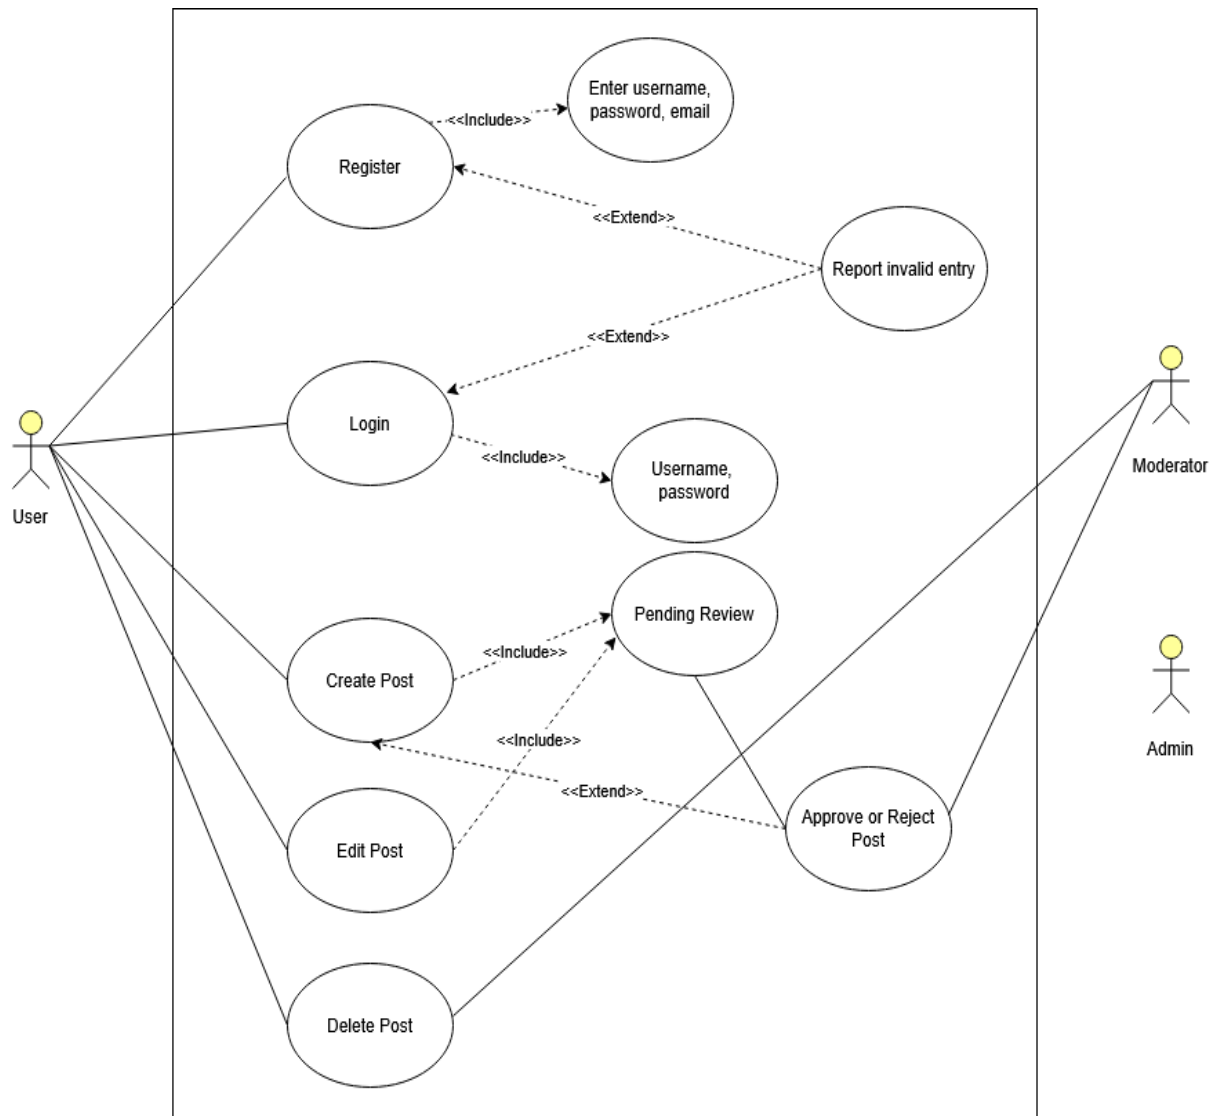 Enter username,
password, email
<<Include>>
Register
<<Extend>>
Report invalid entry
<<Extend>>
Login
<<Include>>
Username,
password
User
Moderator
Pending Review
<<Include>>
Create Post
<<Include>>
Admin
<<Extend>>
Approve or Reject
Post
Edit Post
Delete Post